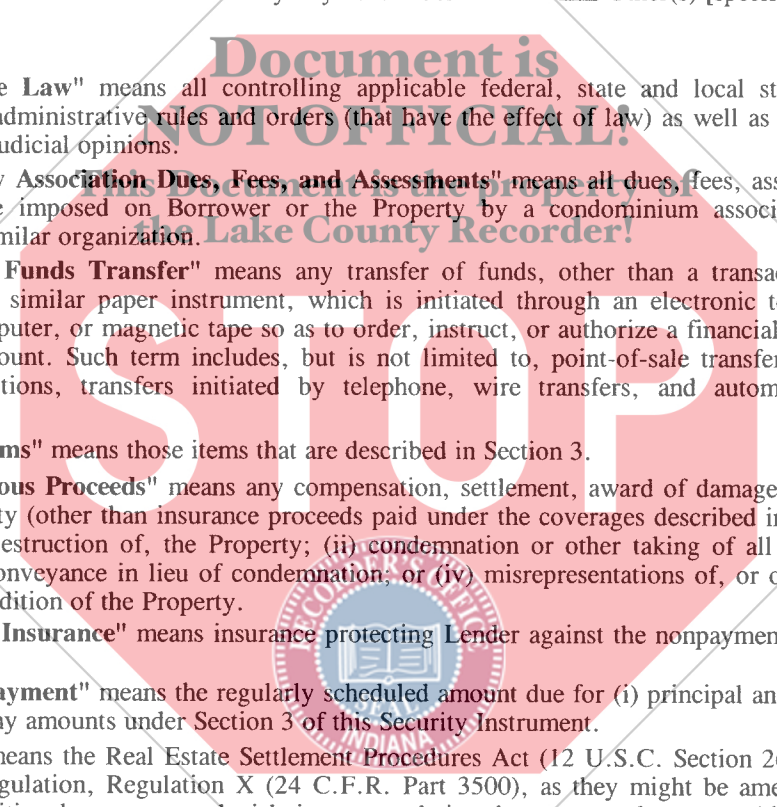 Document is
e Law" means all controlling applicable federal, state and local st
administrative rules and orders (that have the effect of law) as well as
NOT OFFICIAL!
udicial opinions.
y Association Dues, Fees, and Assessments" means all dues, fees, ass
This Document is the property of
e imposed on Borrower or the Property by a condominium associ
the Lake County Recorder!
milar organization.
Funds Transfer" means any transfer of funds, other than a transac
similar paper instrument, which is initiated through an electronic t
puter, or magnetic tape so as to order, instruct, or authorize a financial
ount. Such term includes, but is not limited to, point-of-sale transfer
tions, transfers initiated by telephone, wire transfers, and autom
STOP
ms" means those items that are described in Section 3.
ous Proceeds" means any compensation, settlement, award of damage
ty (other than insurance proceeds paid under the coverages described in
estruction of, the Property; (ii) condemnation or other taking of all
onveyance in lieu of condemnation; or (iv) misrepresentations of, or o
dition of the Property.
RECORDER'S OFFICE
Insurance" means insurance protecting Lender against the nonpaymen
ayment" means the regularly scheduled amount due for (i) principal an
SEAL
ny amounts under Section 3 of this Security Instrument.
INDIANA
means the Real Estate Settlement Procedures Act (12 U.S.C. Section 26
egulation, Regulation X (24 C.F.R. Part 3500), as they might be ame